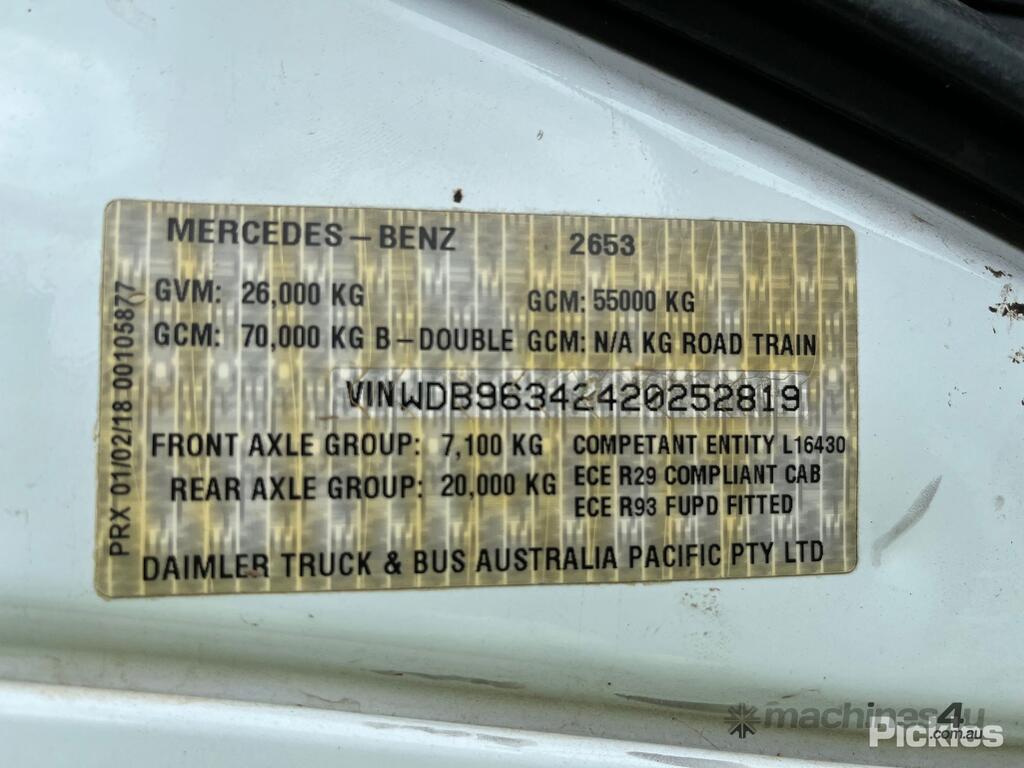 MERCEDES-BENZ 2653
GVM: 26,000 KG GCM: 55000 KG
GCM: 70,000 KG B-DOUBLE GCM: N/A KG ROAD TRAIN
VINWDB96342420252819
FRONT AXLE GROUP: 7,100 KG COMPETANT ENTITY L16430
REAR AXLE GROUP: 20,000 KG ECE R29 COMPLIANT CAB
ECE R93 FUPD FITTED
DAIMLER TRUCK & BUS AUSTRALIA PACIFIC PTY LTD
PRX 01/02/18 00105877
machines4u
.com.au
Pickles